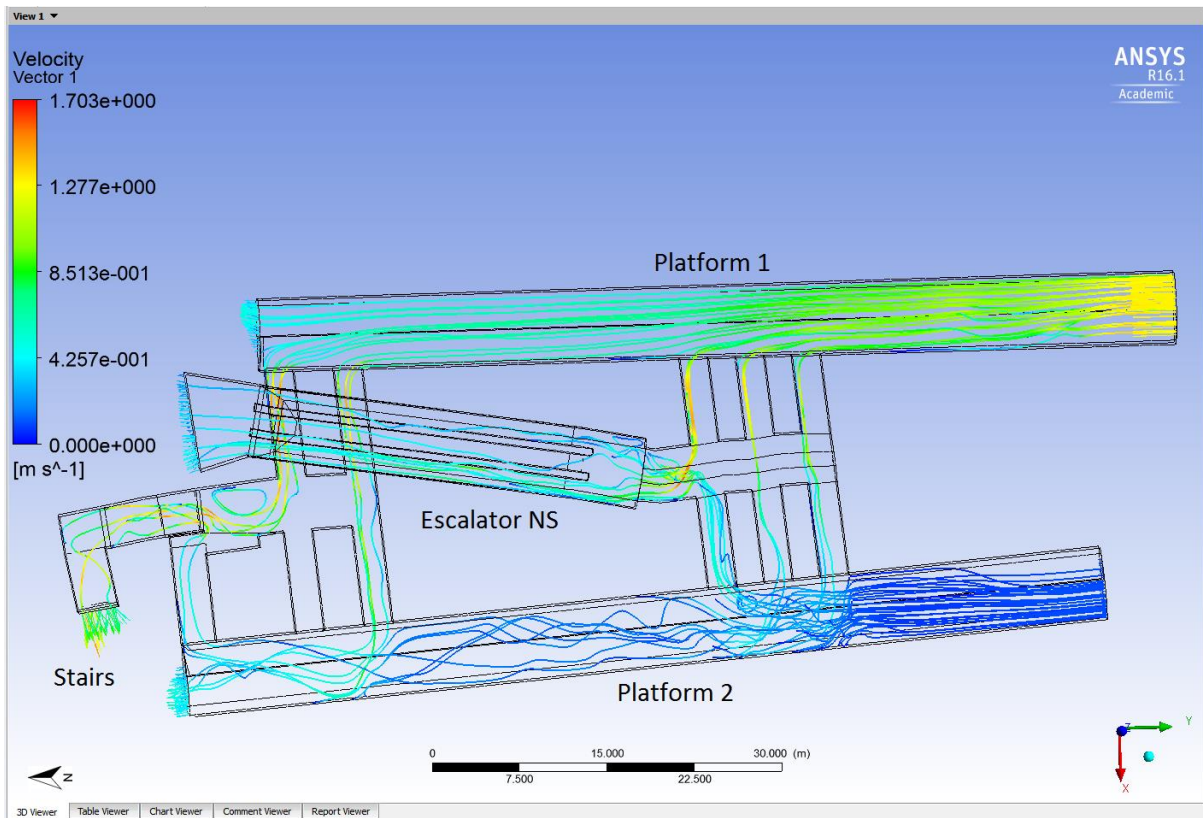 View 1
Velocity
Vector 1
ANSYS
R16.1
Academic
1.703e+000
1.277e+000
8.513e-001
4.257e-001
0.000e+000
[m s^-1]
Platform 1
Escalator NS
Stairs
Platform 2
0 15.000 30.000 (m)
7.500 22.500
N
Z Y
X
3D Viewer Table Viewer Chart Viewer Comment Viewer Report Viewer